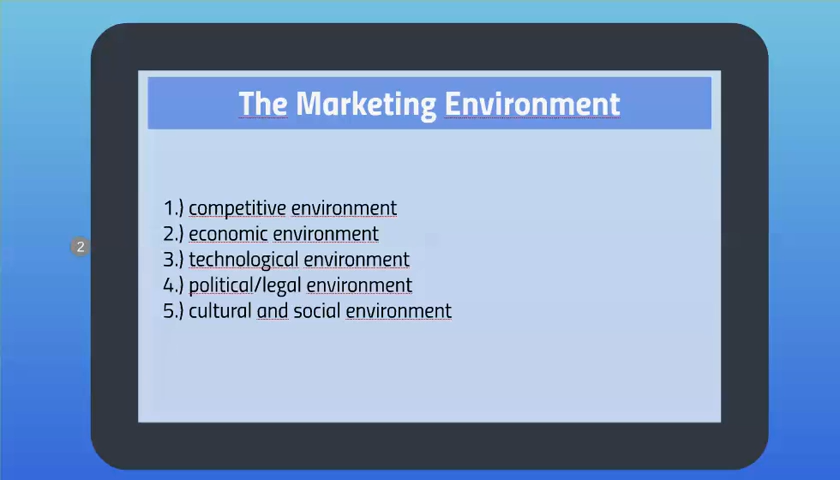 The Marketing Environment
1.) competitive environment
2.) economic environment
3.) technological environment
4.) political/legal environment
5.) cultural and social environment
2